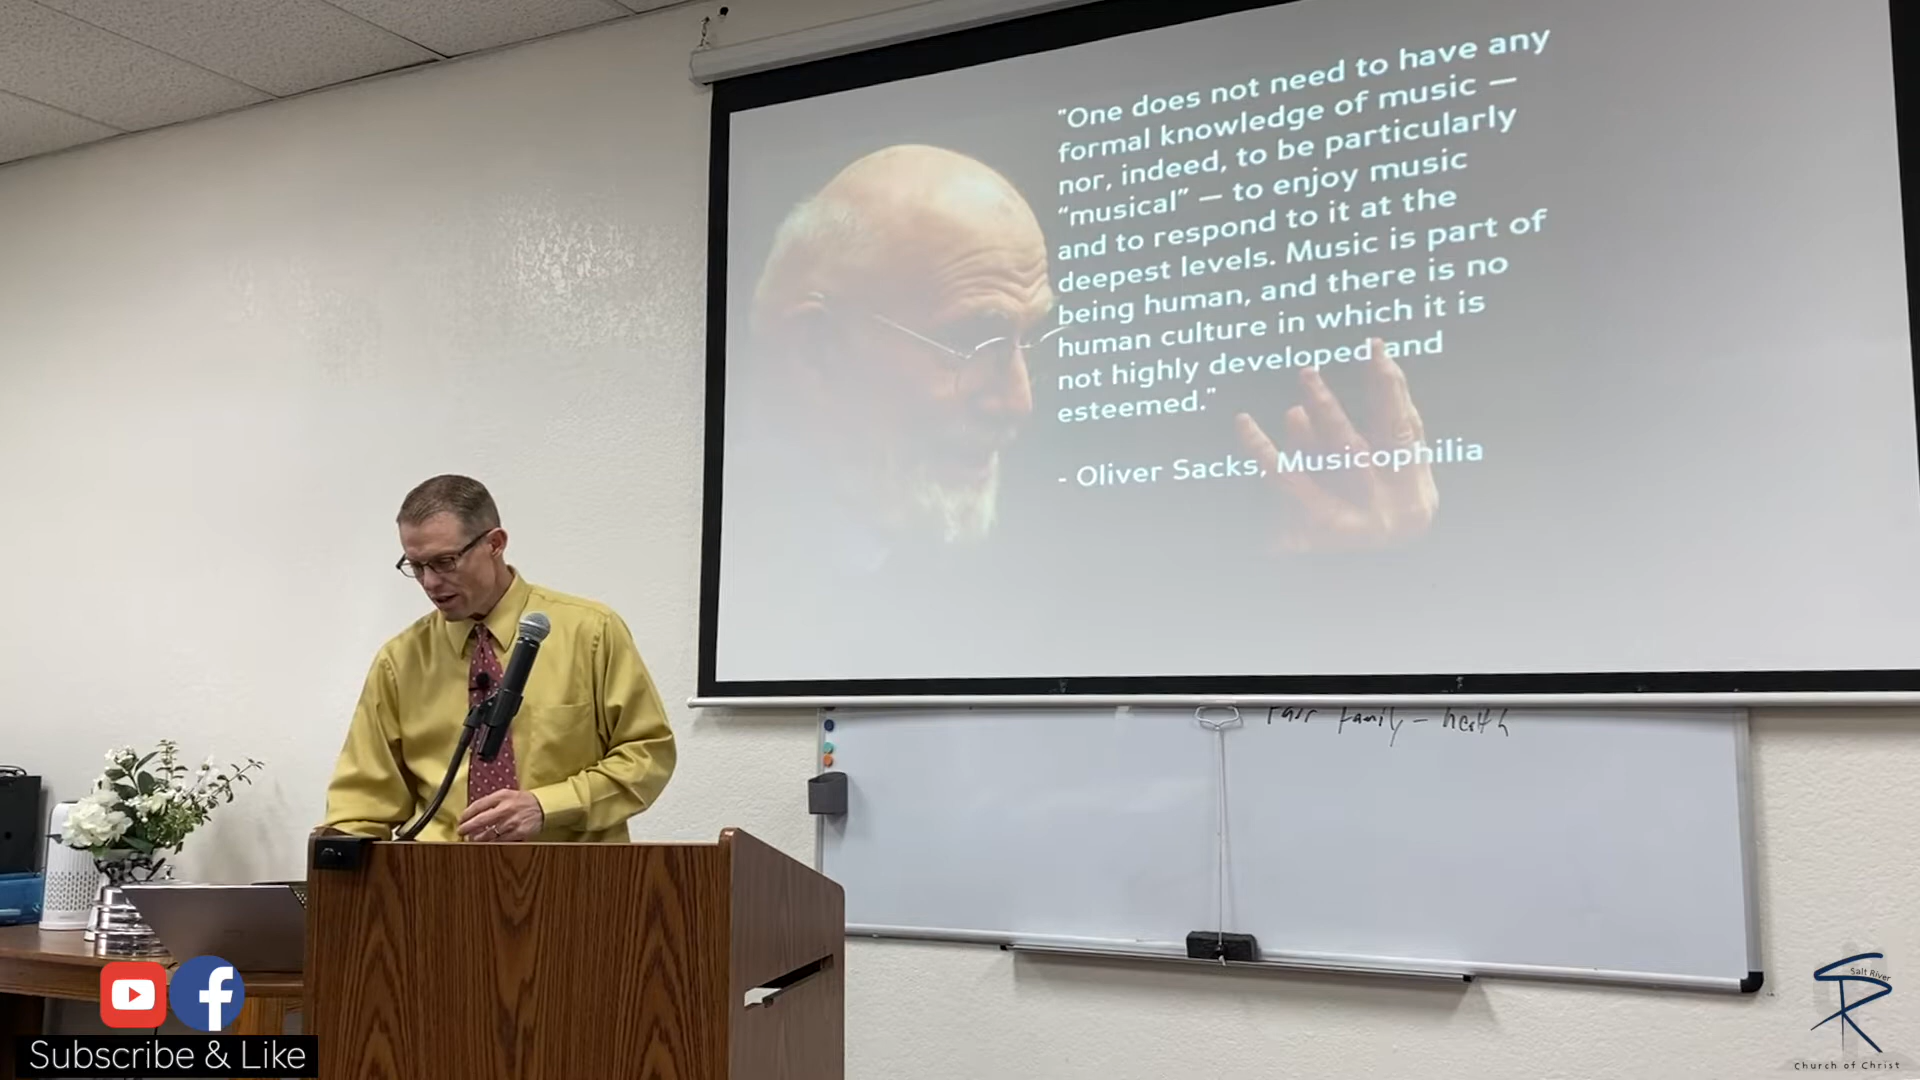 "One does not need to have any
formal knowledge of music —
nor, indeed, to be particularly
“musical” — to enjoy music
and to respond to it at the
deepest levels. Music is part of
being human, and there is no
human culture in which it is
not highly developed and
esteemed."
- Oliver Sacks, Musicophilia
family - health
Subscribe & Like
Salt River
Church of Christ